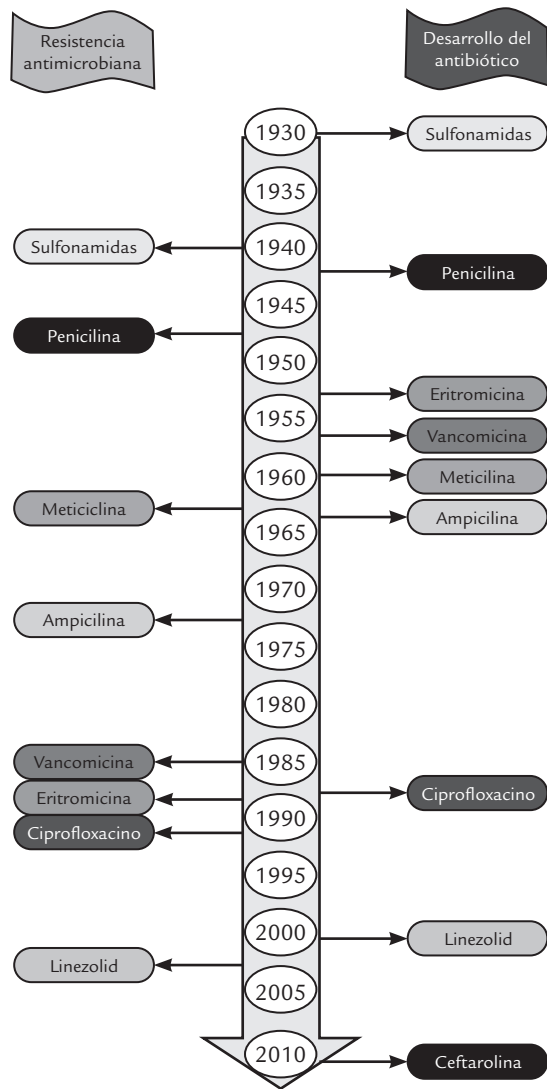 Resistencia
antimicrobiana
Desarrollo del
antibiótico
1930
Sulfonamidas
1935
Sulfonamidas
1940
Penicilina
1945
Penicilina
1950
Eritromicina
1955
Vancomicina
1960
Meticilina
Meticiclina
Ampicilina
1965
1970
Ampicilina
1975
1980
Vancomicina
1985
Eritromicina
Ciprofloxacino
1990
Ciprofloxacino
1995
2000
Linezolid
Linezolid
2005
2010
Ceftarolina